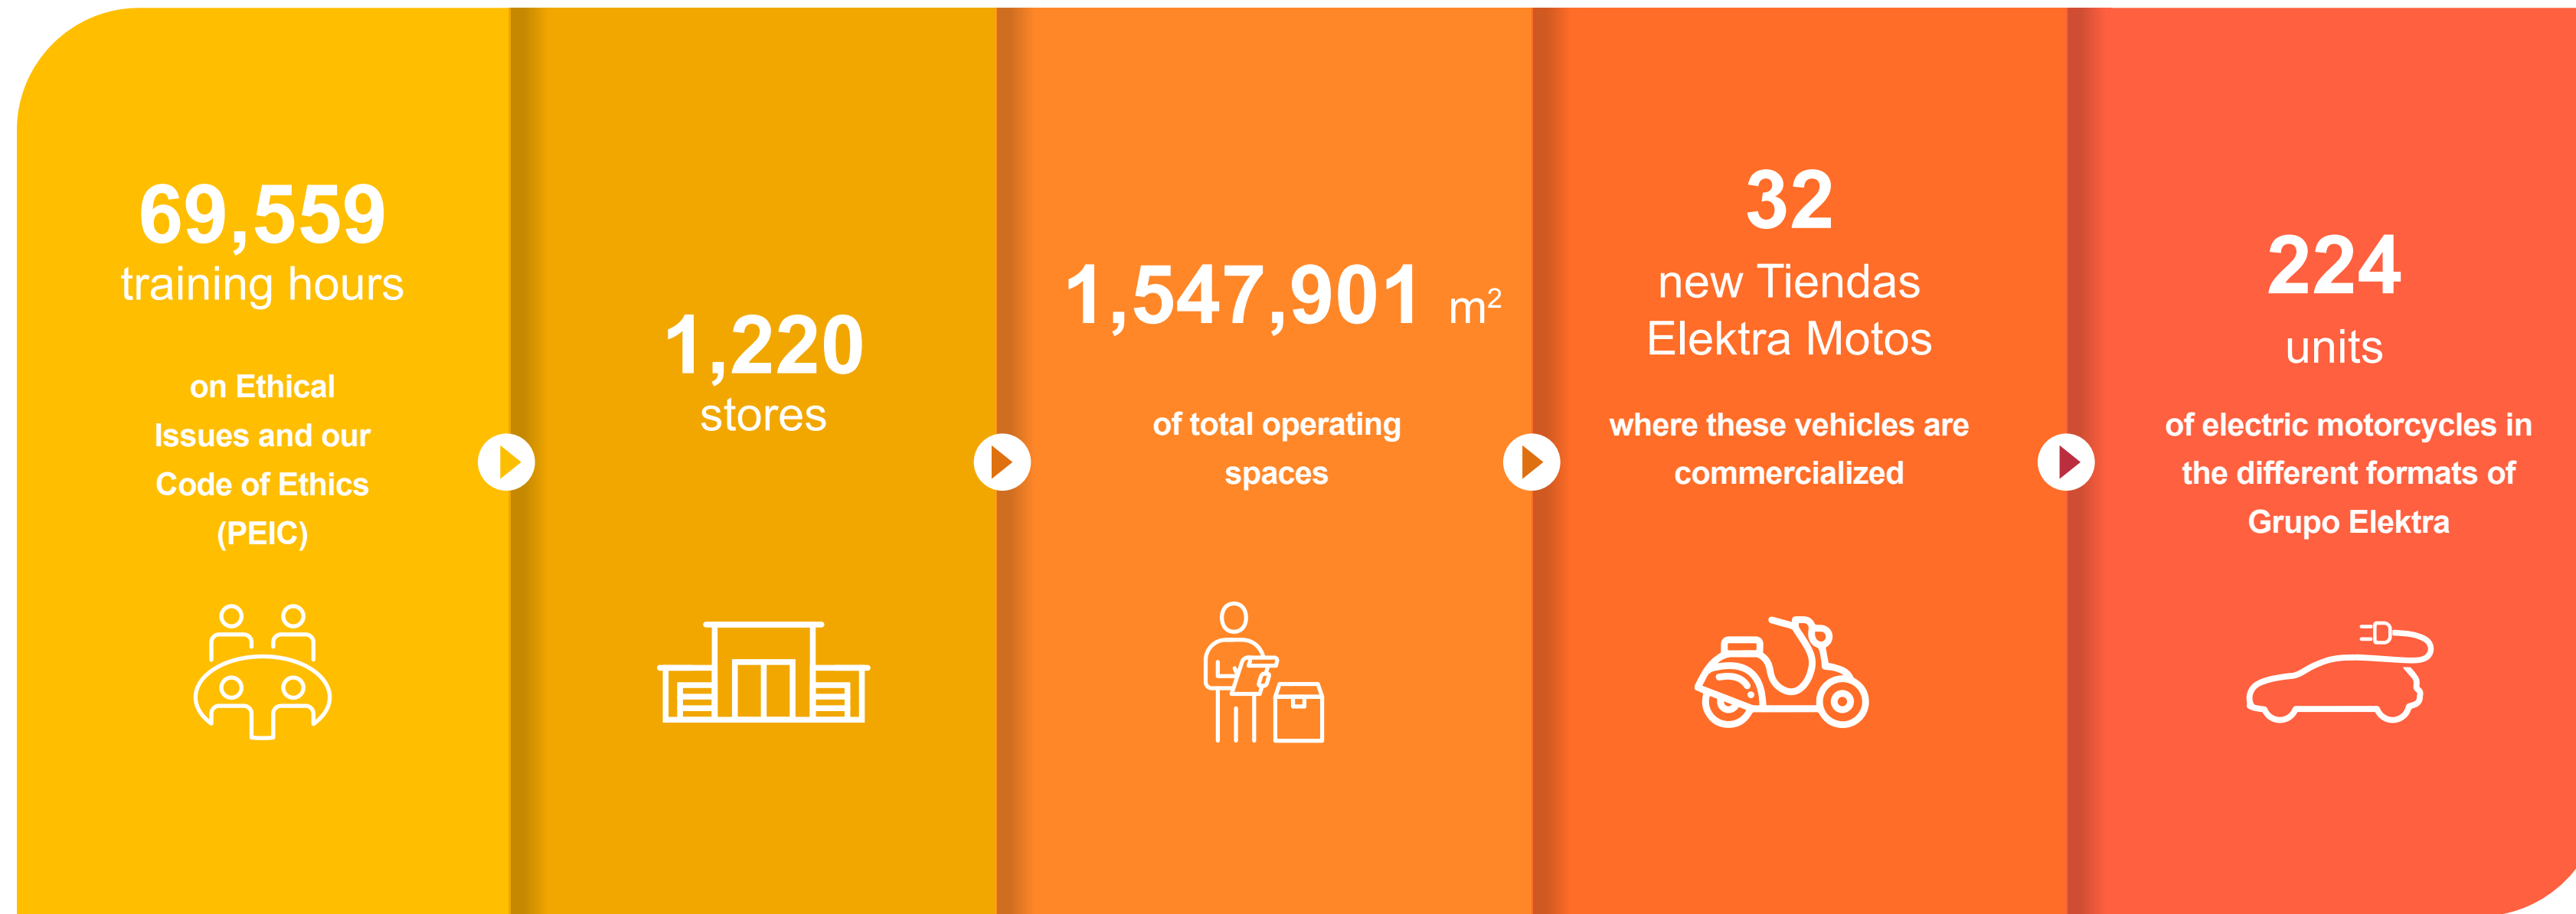 69,559
training hours
on Ethical
Issues and our
Code of Ethics
(PEIC)
1,220
stores
1,547,901 m²
of total operating
spaces
32
new Tiendas
Elektra Motos
where these vehicles are
commercialized
224
units
of electric motorcycles in
the different formats of
Grupo Elektra